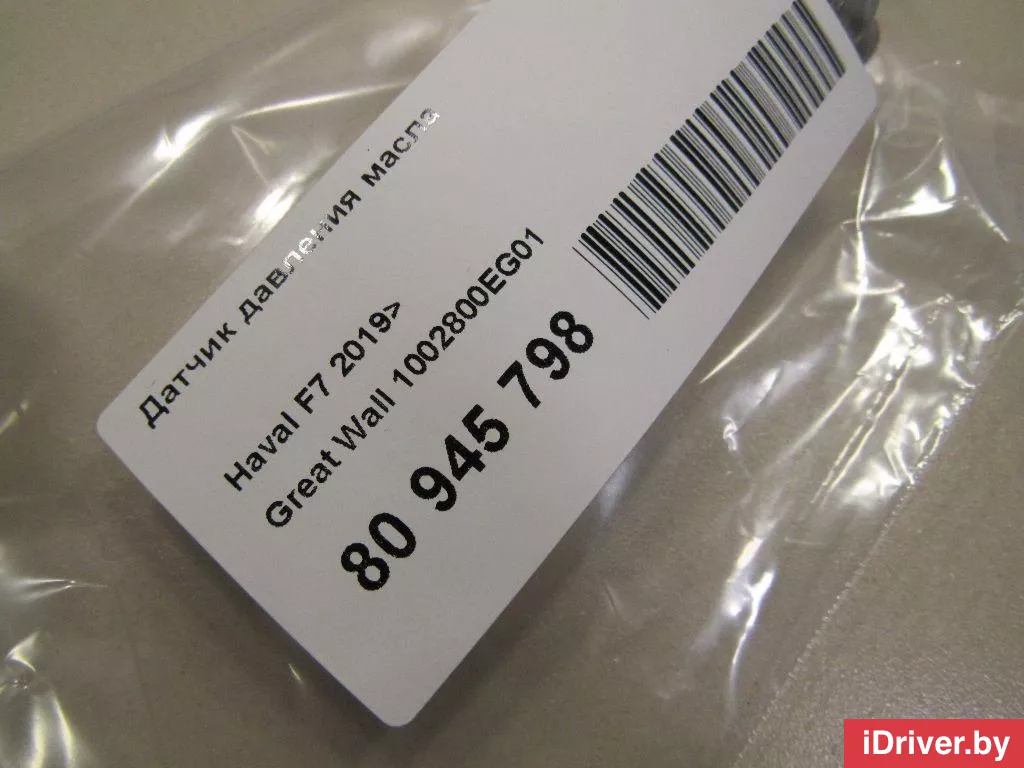 Датчик давления масла
Haval F7 2019>
Great Wall 1002800EG01
80 945 798
iDriver.by